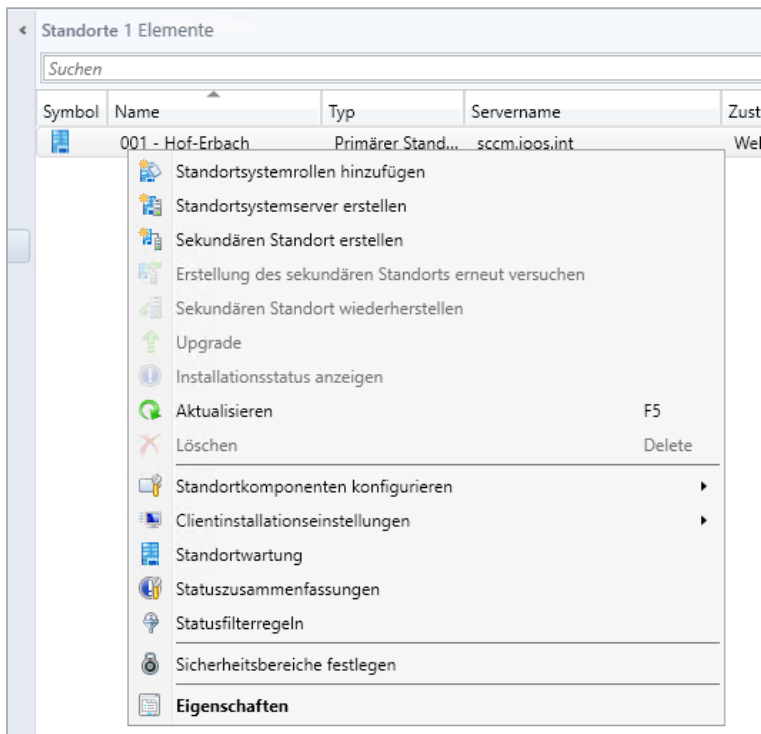 Standorte 1 Elemente
Suchen
Symbol Name Typ Servername Zust
001 - Hof-Erbach Primärer Stand... sccm.ioos.int Wel
Standortsystemrollen hinzufügen
Standortsystemserver erstellen
Sekundären Standort erstellen
Erstellung des sekundären Standorts erneut versuchen
Sekundären Standort wiederherstellen
Upgrade
Installationsstatus anzeigen
Aktualisieren F5
Löschen Delete
Standortkomponenten konfigurieren
Clientinstallationseinstellungen
Standortwartung
Statuszusammenfassungen
Statusfilterregeln
Sicherheitsbereiche festlegen
Eigenschaften